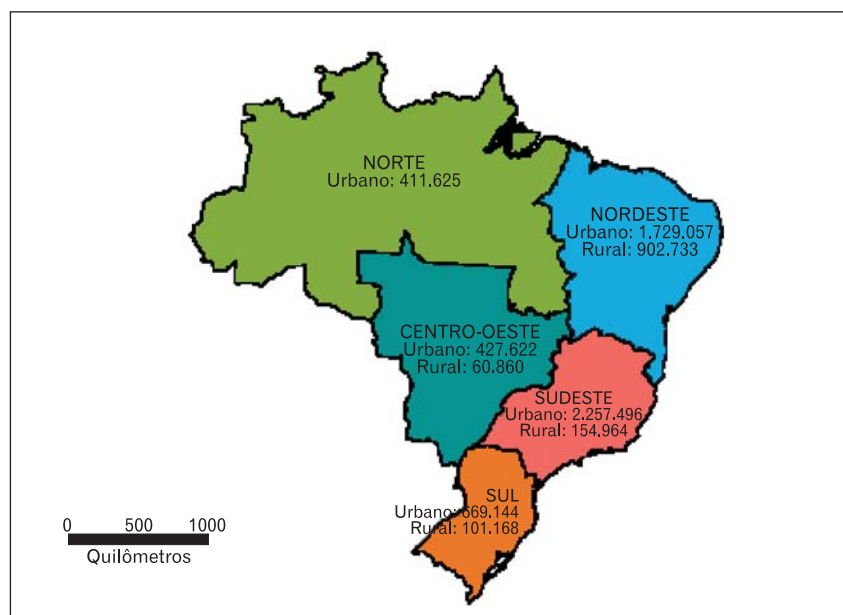 NORTE
Urbano: 411.625
NORDESTE
Urbano: 1.729.057
Rural: 902.733
CENTRO-OESTE
Urbano: 427.622
Rural: 60.860
SUDESTE
Urbano: 2.257.496
Rural: 154.964
SUL
Urbano: 669.144
Rural: 101.168
0 500 1000
Quilômetros